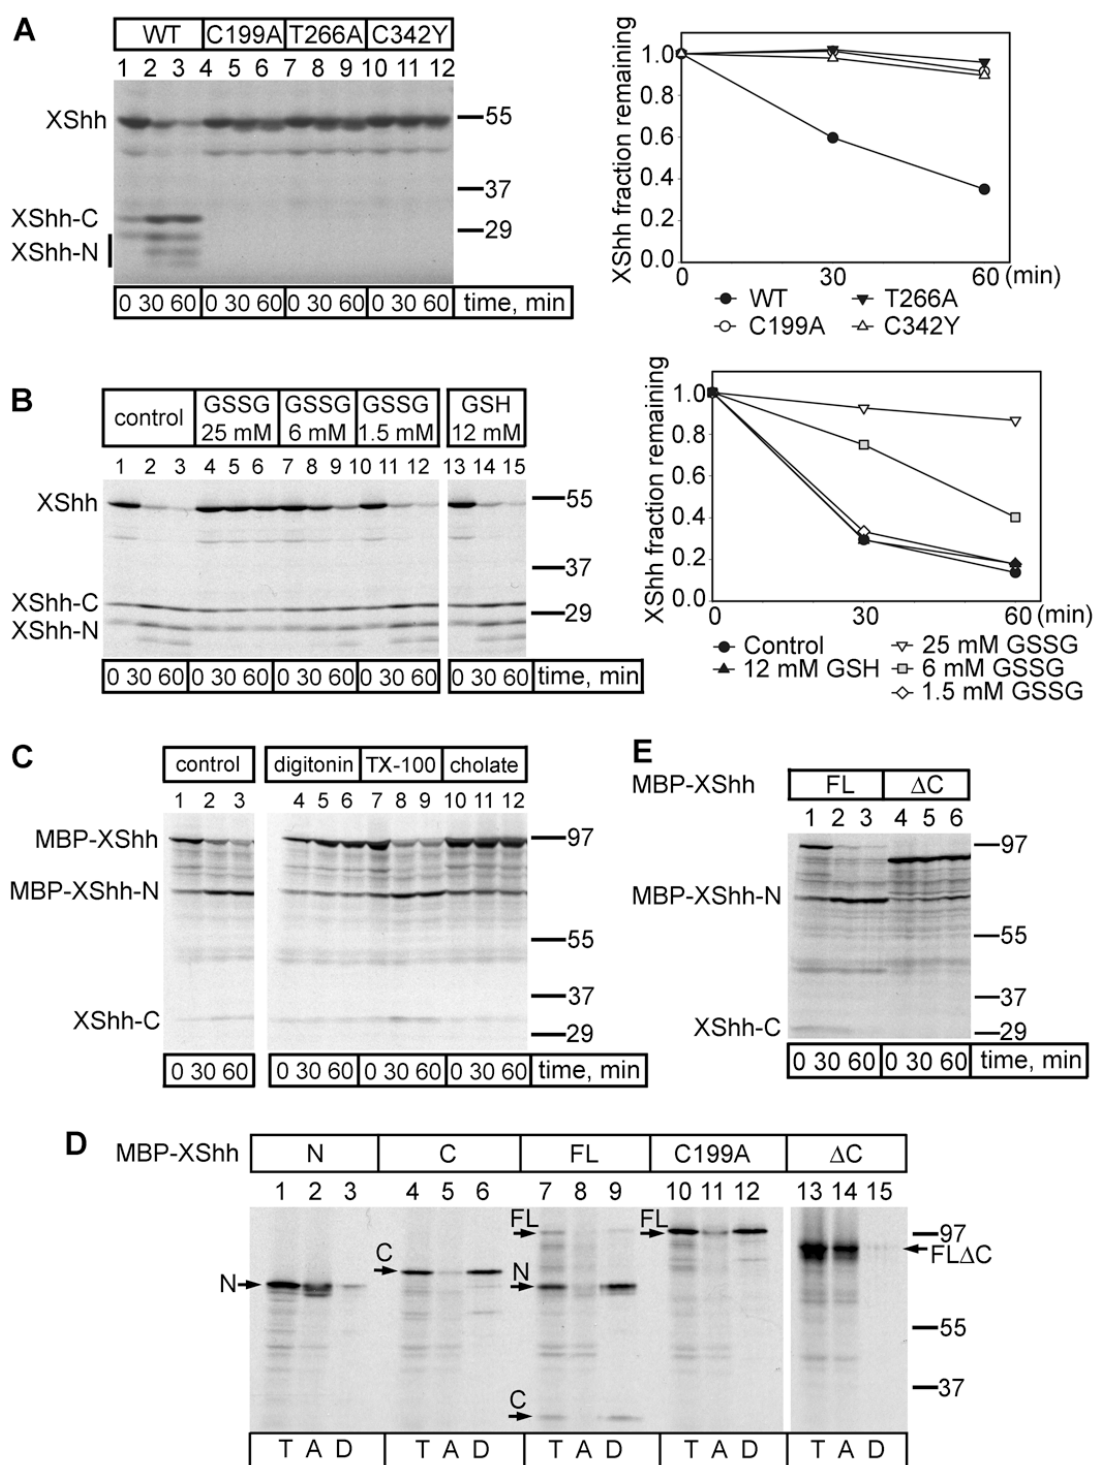 A
WT C199A T266A C342Y
1 2 3 4 5 6 7 8 9 10 11 12
XShh
55
37
XShh-C
29
XShh-N
0 30 60 0 30 60 0 30 60 0 30 60 time, min
XShh fraction remaining
1.0
0.8
0.6
0.4
0.2
0.0
0 30 60 (min)
WT T266A
C199A C342Y
B
control GSSG 25 mM GSSG 6 mM GSSG 1.5 mM GSH 12 mM
1 2 3 4 5 6 7 8 9 10 11 12 13 14 15
XShh
55
37
XShh-C
29
XShh-N
0 30 60 0 30 60 0 30 60 0 30 60 0 30 60 time, min
XShh fraction remaining
1.0
0.8
0.6
0.4
0.2
0.0
0 30 60 (min)
Control 25 mM GSSG
12 mM GSH 6 mM GSSG
1.5 mM GSSG
C
control digitonin TX-100 cholate
1 2 3 4 5 6 7 8 9 10 11 12
MBP-XShh
97
MBP-XShh-N
55
37
XShh-C
29
0 30 60 0 30 60 0 30 60 0 30 60 time, min
E
MBP-XShh FL ΔC
1 2 3 4 5 6
97
MBP-XShh-N
55
37
XShh-C
29
0 30 60 0 30 60 time, min
D
MBP-XShh N C FL C199A ΔC
1 2 3 4 5 6 7 8 9 10 11 12 13 14 15
FL FL 97
C FLΔC
N N
55
37
C
T A D T A D T A D T A D T A D